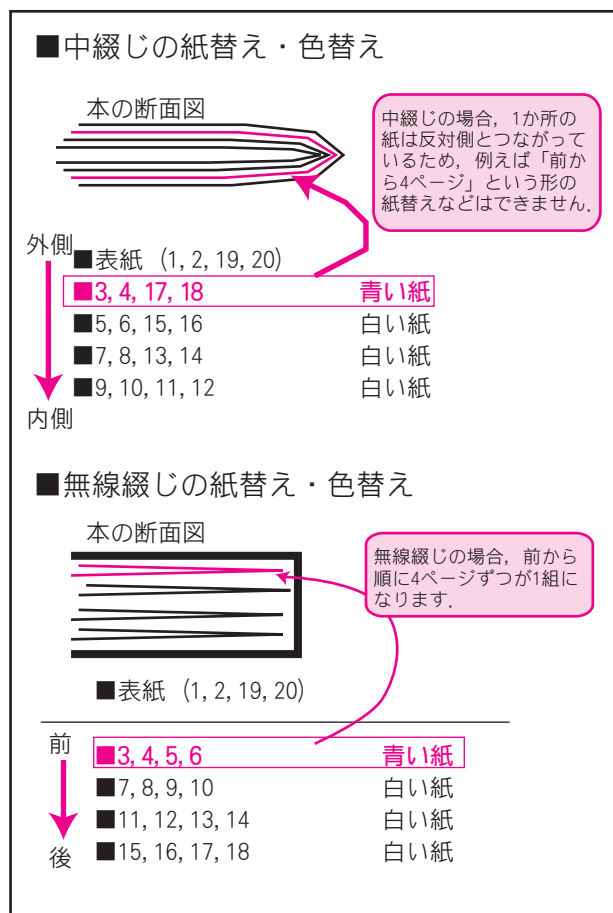 ■中綴じの紙替え・色替え
本の断面図
中綴じの場合，1か所の
紙は反対側とつながって
いるため，例えば「前か
ら4ページ」という形の
紙替えなどはできません．
外側
■表紙 (1, 2, 19, 20)
■3, 4, 17, 18 青い紙
■5, 6, 15, 16 白い紙
■7, 8, 13, 14 白い紙
■9, 10, 11, 12 白い紙
内側
■無線綴じの紙替え・色替え
本の断面図
無線綴じの場合，前から
順に4ページずつが1組に
なります．
■表紙 (1, 2, 19, 20)
前
■3, 4, 5, 6 青い紙
■7, 8, 9, 10 白い紙
■11, 12, 13, 14 白い紙
■15, 16, 17, 18 白い紙
後